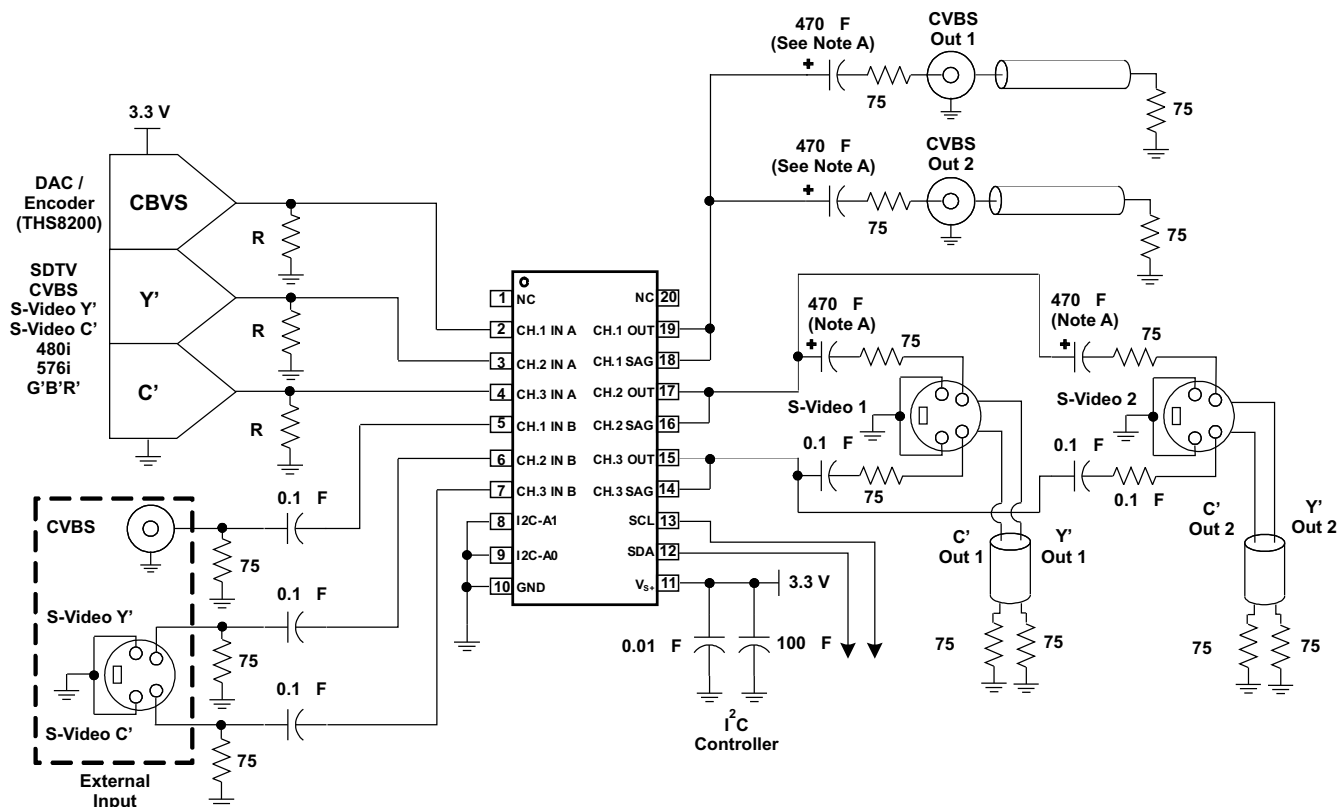 470 F
(See Note A)
+
75
CVBS
Out 1
75
470 F
(See Note A)
+
75
CVBS
Out 2
75
3.3 V
DAC /
Encoder
(THS8200)
SDTV
CVBS
S-Video Y'
S-Video C'
480i
576i
G'B'R'
CBVS
Y'
C'
R
R
R
1 NC
2 CH.1 IN A
3 CH.2 IN A
4 CH.3 IN A
5 CH.1 IN B
6 CH.2 IN B
7 CH.3 IN B
8 I2C-A1
9 I2C-A0
10 GND
NC 20
CH.1 OUT 19
CH.1 SAG 18
CH.2 OUT 17
CH.2 SAG 16
CH.3 OUT 15
CH.3 SAG 14
SCL 13
SDA 12
VS+ 11
470 F
(Note A)
+
75
S-Video 1
0.1 F
75
470 F
(Note A)
+
75
S-Video 2
0.1 F
0.1 F
C'
Out 1
Y'
Out 1
75
75
C'
Out 2
Y'
Out 2
75
75
3.3 V
0.01 F
100 F
I2C
Controller
CVBS
0.1 F
75
S-Video Y'
0.1 F
75
S-Video C'
0.1 F
75
External
Input